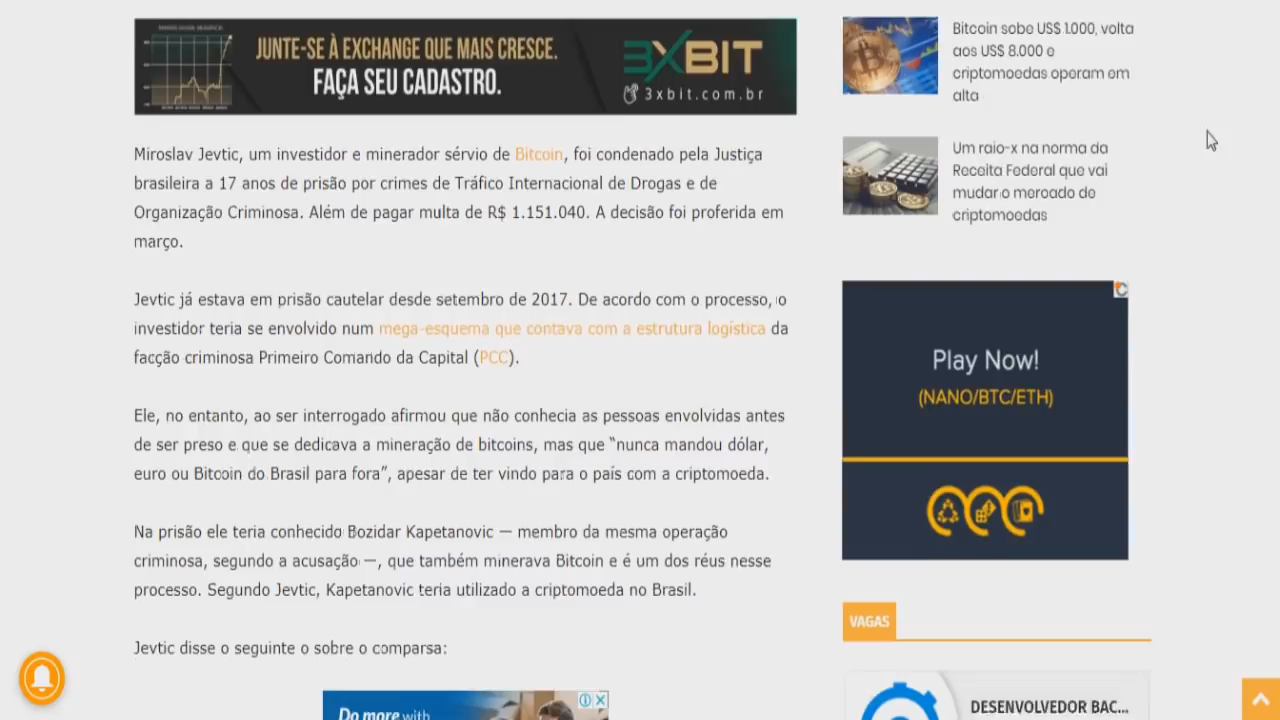 JUNTE-SE À EXCHANGE QUE MAIS CRESCE.
FAÇA SEU CADASTRO.
3XBIT
3xbit.com.br
Miroslav Jevtic, um investidor e minerador sérvio de Bitcoin, foi condenado pela Justiça
brasileira a 17 anos de prisão por crimes de Tráfico Internacional de Drogas e de
Organização Criminosa. Além de pagar multa de R$ 1.151.040. A decisão foi proferida em
março.
Jevtic já estava em prisão cautelar desde setembro de 2017. De acordo com o processo, o
investidor teria se envolvido num mega-esquema que contava com a estrutura logística da
facção criminosa Primeiro Comando da Capital (PCC).
Ele, no entanto, ao ser interrogado afirmou que não conhecia as pessoas envolvidas antes
de ser preso e que se dedicava a mineração de bitcoins, mas que “nunca mandou dólar,
euro ou Bitcoin do Brasil para fora”, apesar de ter vindo para o país com a criptomoeda.
Na prisão ele teria conhecido Bozidar Kapetanovic — membro da mesma operação
criminosa, segundo a acusação —, que também minerava Bitcoin e é um dos réus nesse
processo. Segundo Jevtic, Kapetanovic teria utilizado a criptomoeda no Brasil.
Jevtic disse o seguinte o sobre o comparsa:
Do more with
Bitcoin sobe US$ 1.000, volta
aos US$ 8.000 e
criptomoedas operam em
alta
Um raio-x na norma da
Receita Federal que vai
mudar o mercado de
criptomoedas
Play Now!
(NANO/BTC/ETH)
VAGAS
DESENVOLVEDOR BAC...